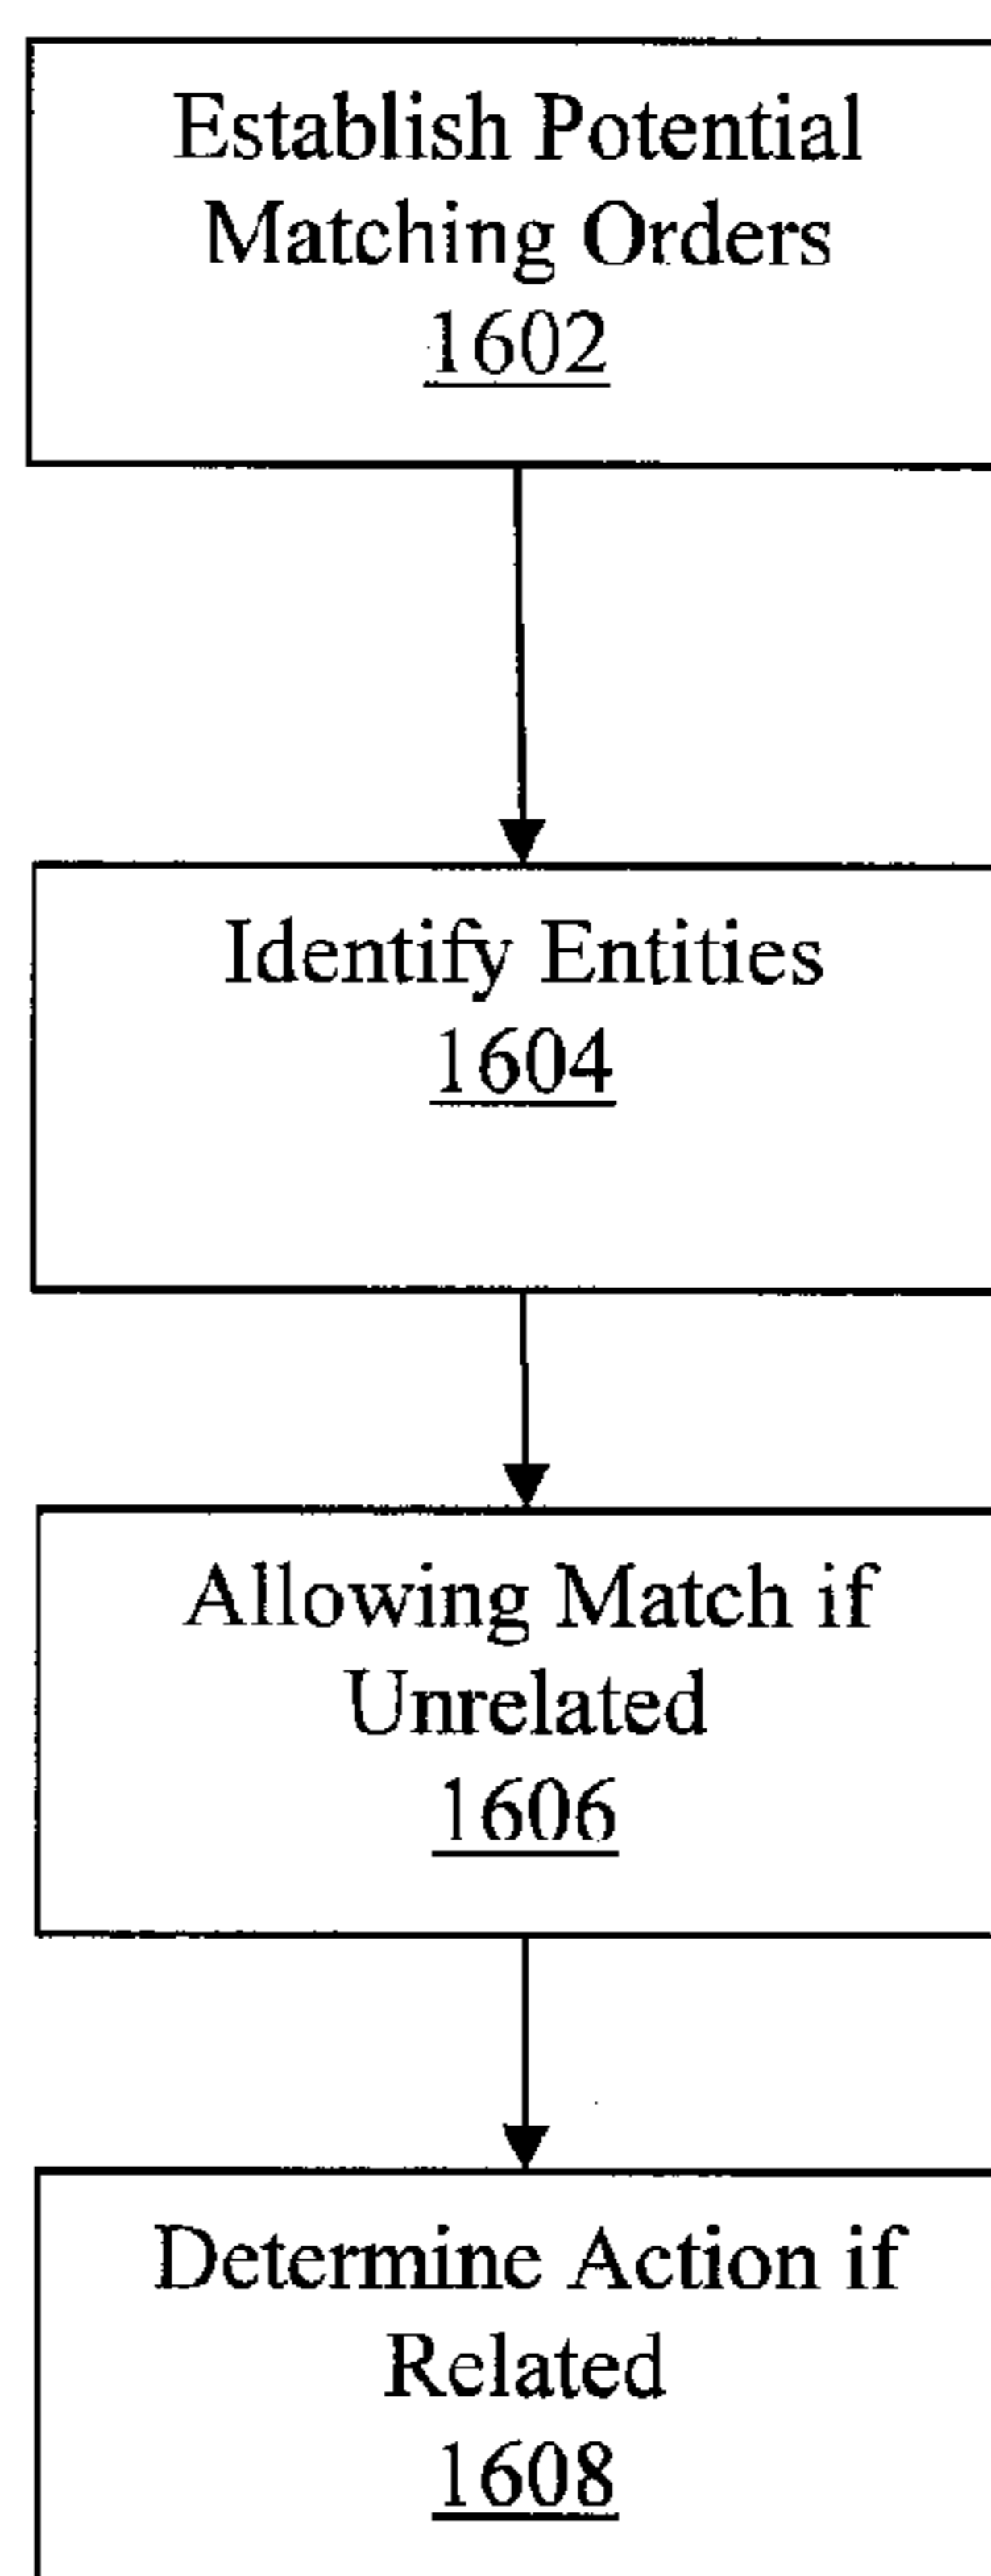 Establish Potential
Matching Orders
1602
Identify Entities
1604
Allowing Match if
Unrelated
1606
Determine Action if
Related
1608